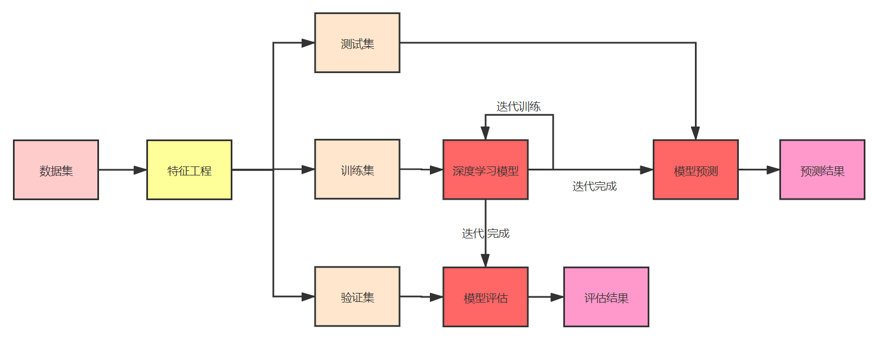 测试集
迭代训练
数据集
特征工程
训练集
深度学习模型
迭代完成
模型预测
预测结果
迭代 完成
验证集
模型评估
评估结果